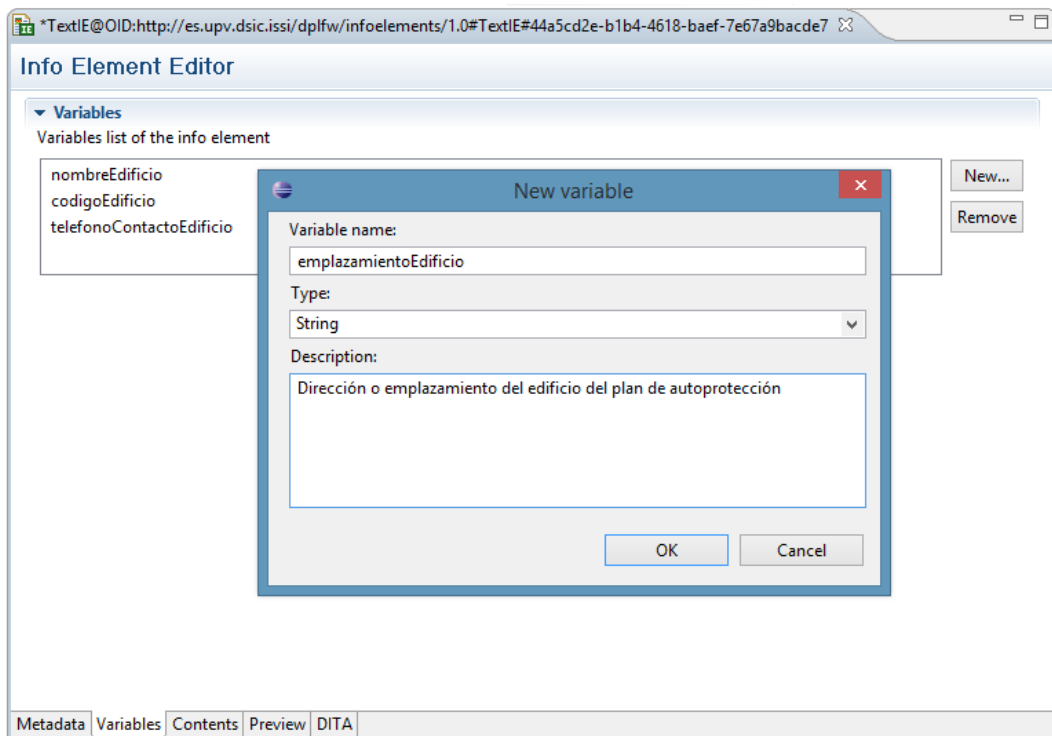 *TextIE@OID:http://es.upv.dsic.issi/dplfw/infoelements/1.0#TextIE#44a5cd2e-b1b4-4618-baef-7e67a9bacde7
Info Element Editor
Variables
Variables list of the info element
nombreEdificio
codigoEdificio
telefonoContactoEdificio
New...
Remove
New variable
Variable name:
emplazamientoEdificio
Type:
String
Description:
Dirección o emplazamiento del edificio del plan de autoprotección
OK Cancel
Metadata Variables Contents Preview DITA